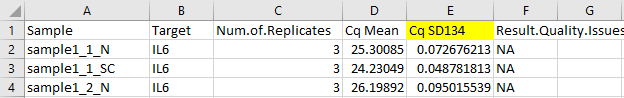 A B C D E F G
1 Sample Target Num.of.Replicates Cq Mean Cq SD134 Result.Quality.Issues
2 sample1_1_N IL6 3 25.30085 0.072676213 NA
3 sample1_1_SC IL6 3 24.23049 0.048781813 NA
4 sample1_2_N IL6 3 26.19892 0.095015539 NA